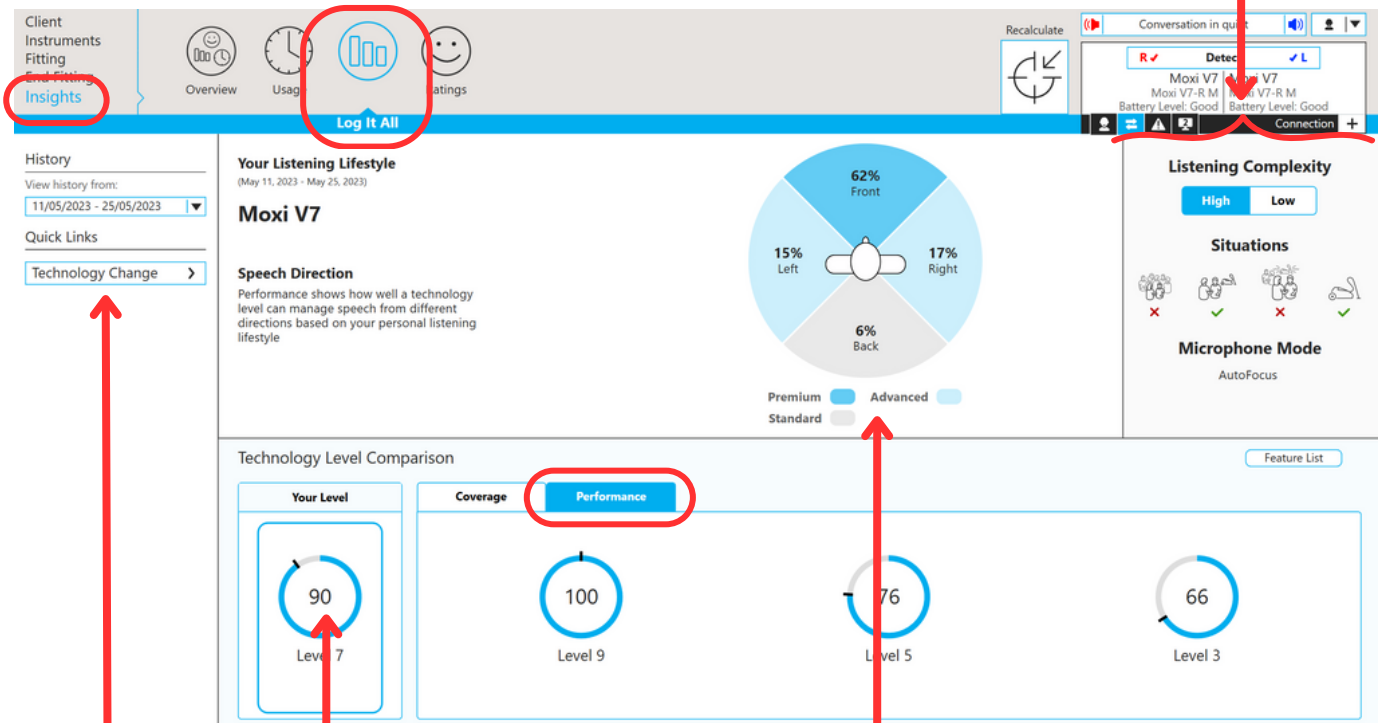 Client
Instruments
Fitting
End Fitting
Insights
Overview
Usage
Log It All
Ratings
Recalculate
Conversation in quiet
R Detect L
Moxi V7 Moxi V7
Moxi V7-R M Moxi V7-R M
Battery Level: Good Battery Level: Good
2 Connection +
History
View history from:
11/05/2023 - 25/05/2023
Quick Links
Technology Change
Your Listening Lifestyle
(May 11, 2023 - May 25, 2023)
Moxi V7
Speech Direction
Performance shows how well a technology
level can manage speech from different
directions based on your personal listening
lifestyle
62%
Front
15%
Left
17%
Right
6%
Back
Premium Advanced
Standard
Listening Complexity
High Low
Situations
Microphone Mode
AutoFocus
Technology Level Comparison
Feature List
Your Level
Coverage
Performance
90
Level 7
100
Level 9
76
Level 5
66
Level 3